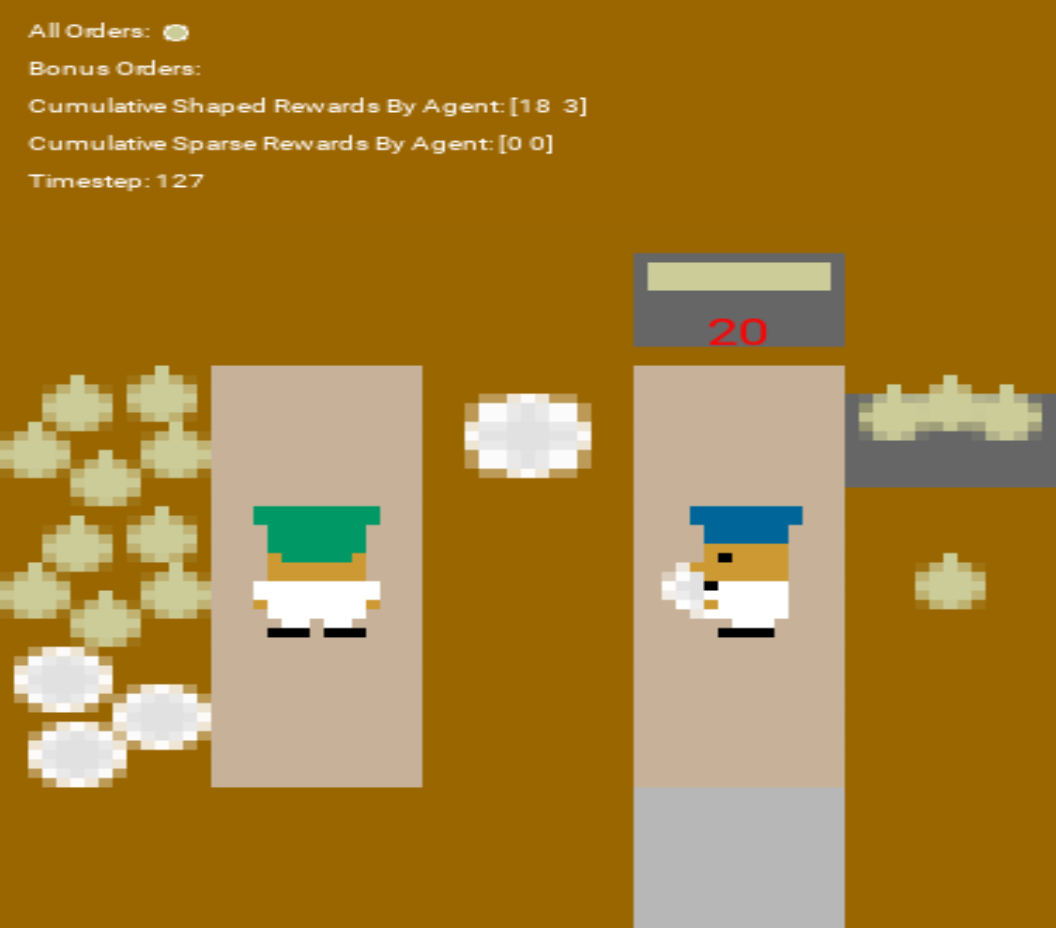 All Orders:
Bonus Orders:
Cumulative Shaped Rewards By Agent: [18 3]
Cumulative Sparse Rewards By Agent: [0 0]
Timestep: 127
20